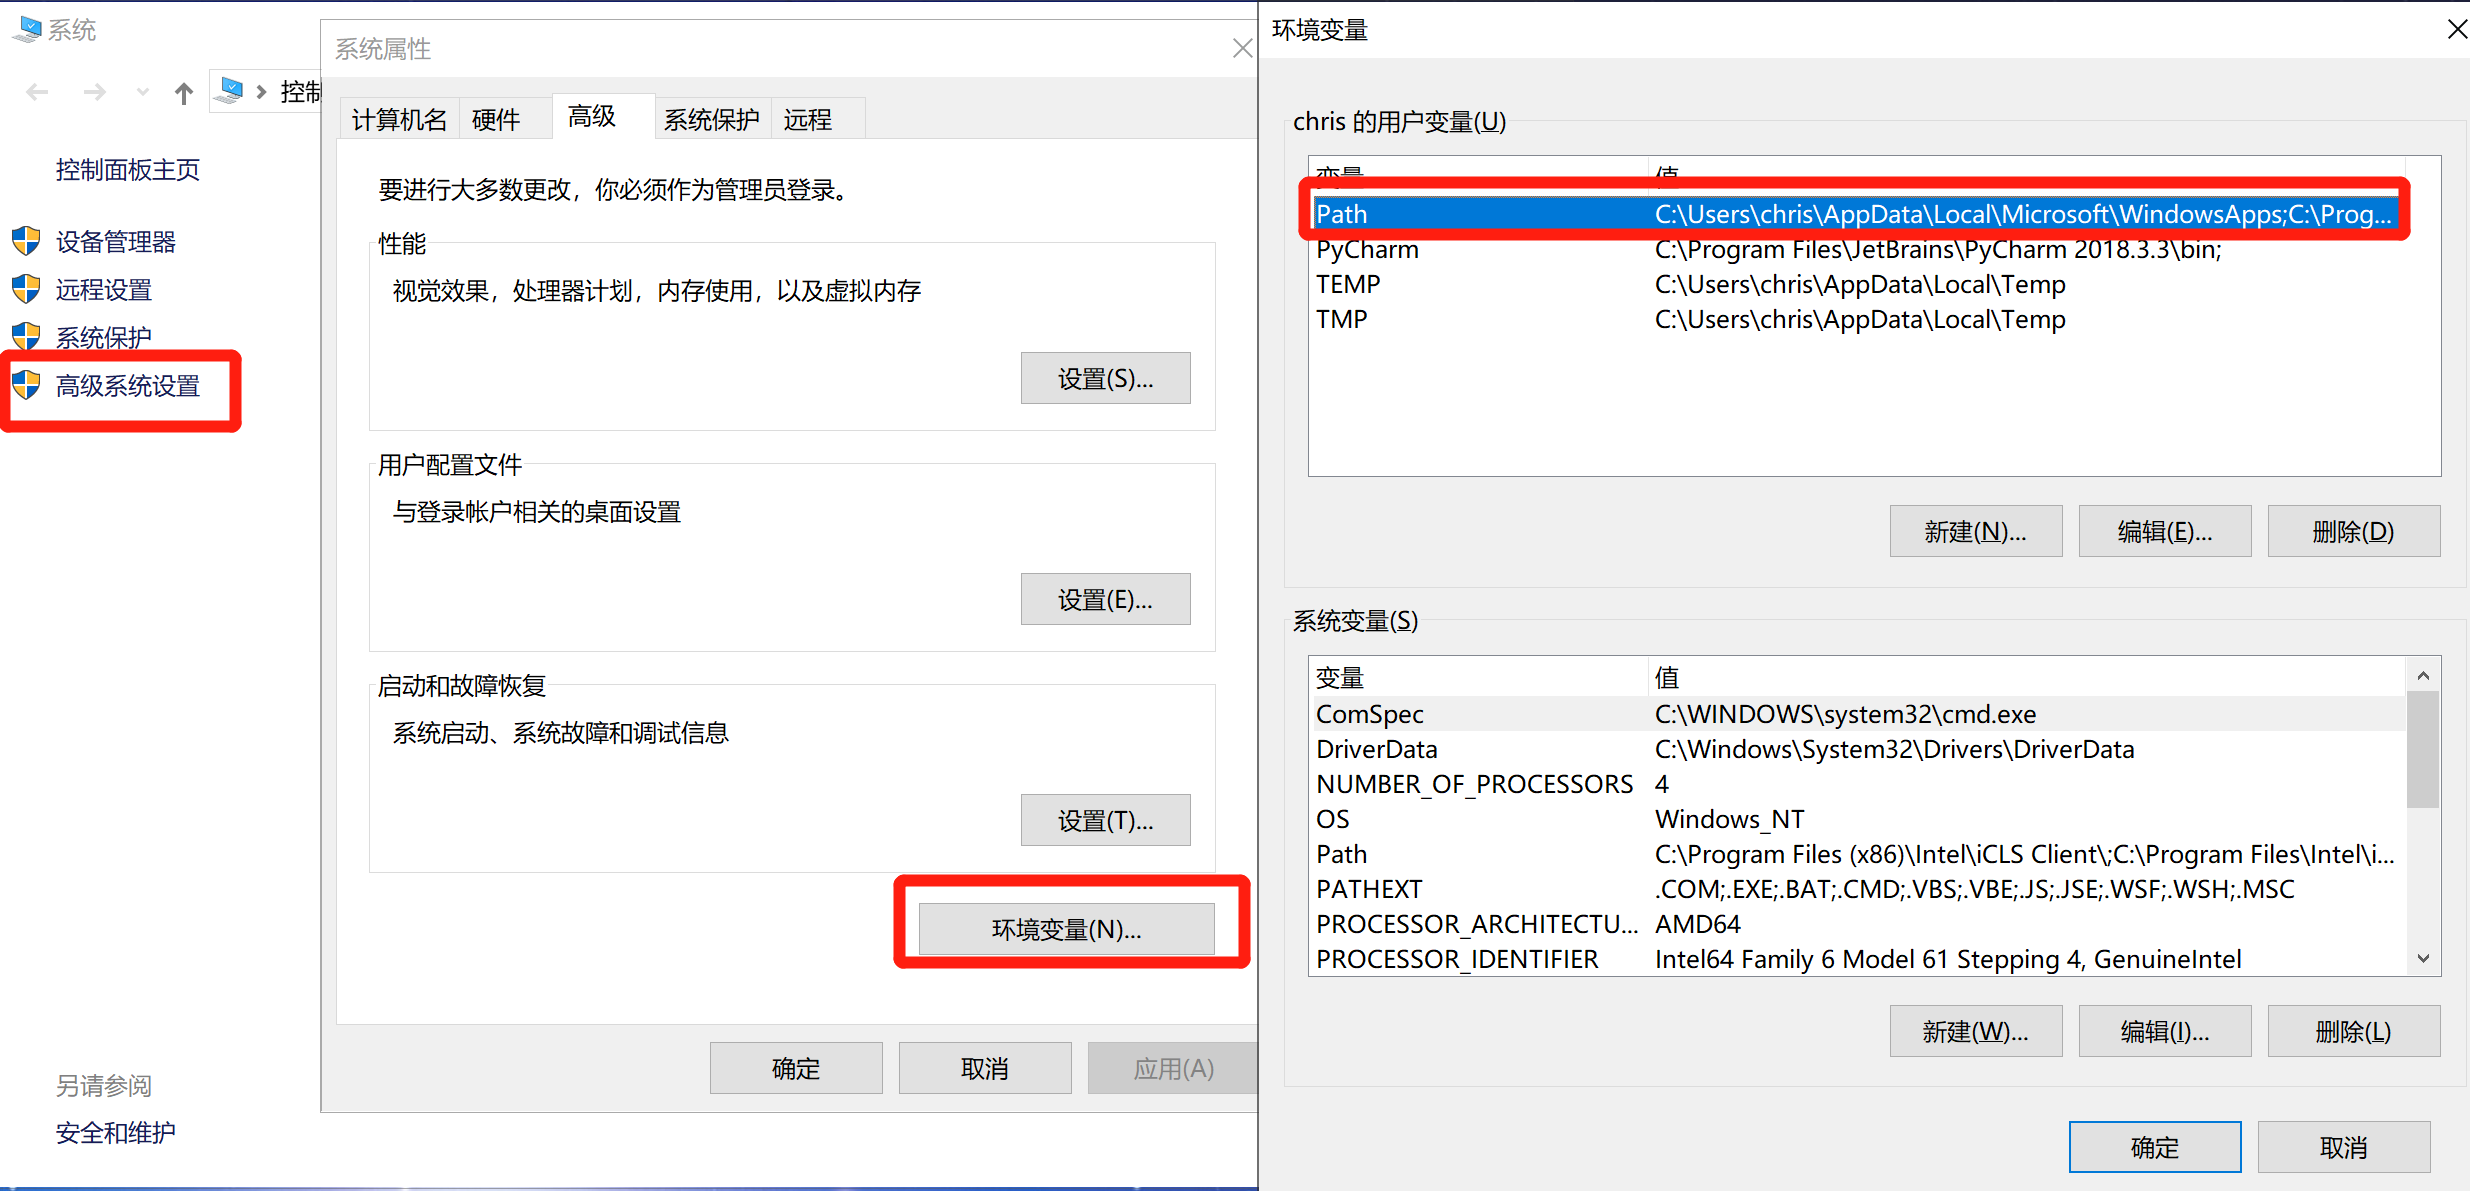 系统
控制
控制面板主页
设备管理器
远程设置
系统保护
高级系统设置
另请参阅
安全和维护
系统属性
计算机名 硬件 高级 系统保护 远程
要进行大多数更改，你必须作为管理员登录。
性能
视觉效果，处理器计划，内存使用，以及虚拟内存
设置(S)...
用户配置文件
与登录帐户相关的桌面设置
设置(E)...
启动和故障恢复
系统启动、系统故障和调试信息
设置(T)...
环境变量(N)...
确定 取消 应用(A)
环境变量
chris 的用户变量(U)
变量 值
Path C:\Users\chris\AppData\Local\Microsoft\WindowsApps;C:\Prog...
PyCharm C:\Program Files\JetBrains\PyCharm 2018.3.3\bin;
TEMP C:\Users\chris\AppData\Local\Temp
TMP C:\Users\chris\AppData\Local\Temp
新建(N)... 编辑(E)... 删除(D)
系统变量(S)
变量 值
ComSpec C:\WINDOWS\system32\cmd.exe
DriverData C:\Windows\System32\Drivers\DriverData
NUMBER_OF_PROCESSORS 4
OS Windows_NT
Path C:\Program Files (x86)\Intel\iCLS Client\;C:\Program Files\Intel\i...
PATHEXT .COM;.EXE;.BAT;.CMD;.VBS;.VBE;.JS;.JSE;.WSF;.WSH;.MSC
PROCESSOR_ARCHITECTU... AMD64
PROCESSOR_IDENTIFIER Intel64 Family 6 Model 61 Stepping 4, GenuineIntel
新建(W)... 编辑(I)... 删除(L)
确定 取消